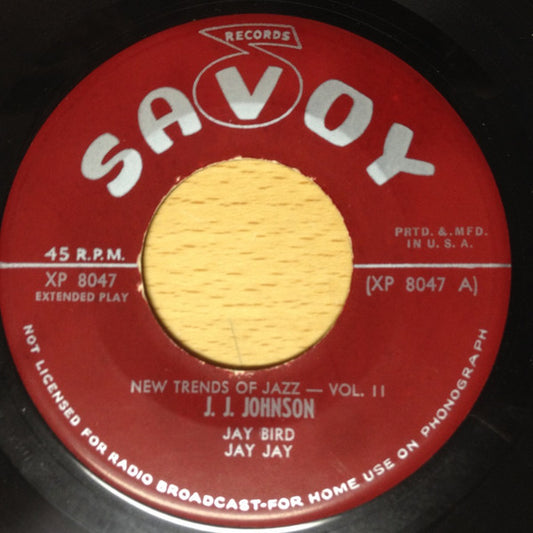 RECORDS
SAVOY
PRTD. & MFD.
IN U. S. A.
45 R.P.M.
XP 8047
EXTENDED PLAY
(XP 8047 A)
NEW TRENDS OF JAZZ — VOL. II
J. J. JOHNSON
JAY BIRD
JAY JAY
NOT LICENSED FOR RADIO BROADCAST-FOR HOME USE ON PHONOGRAPH